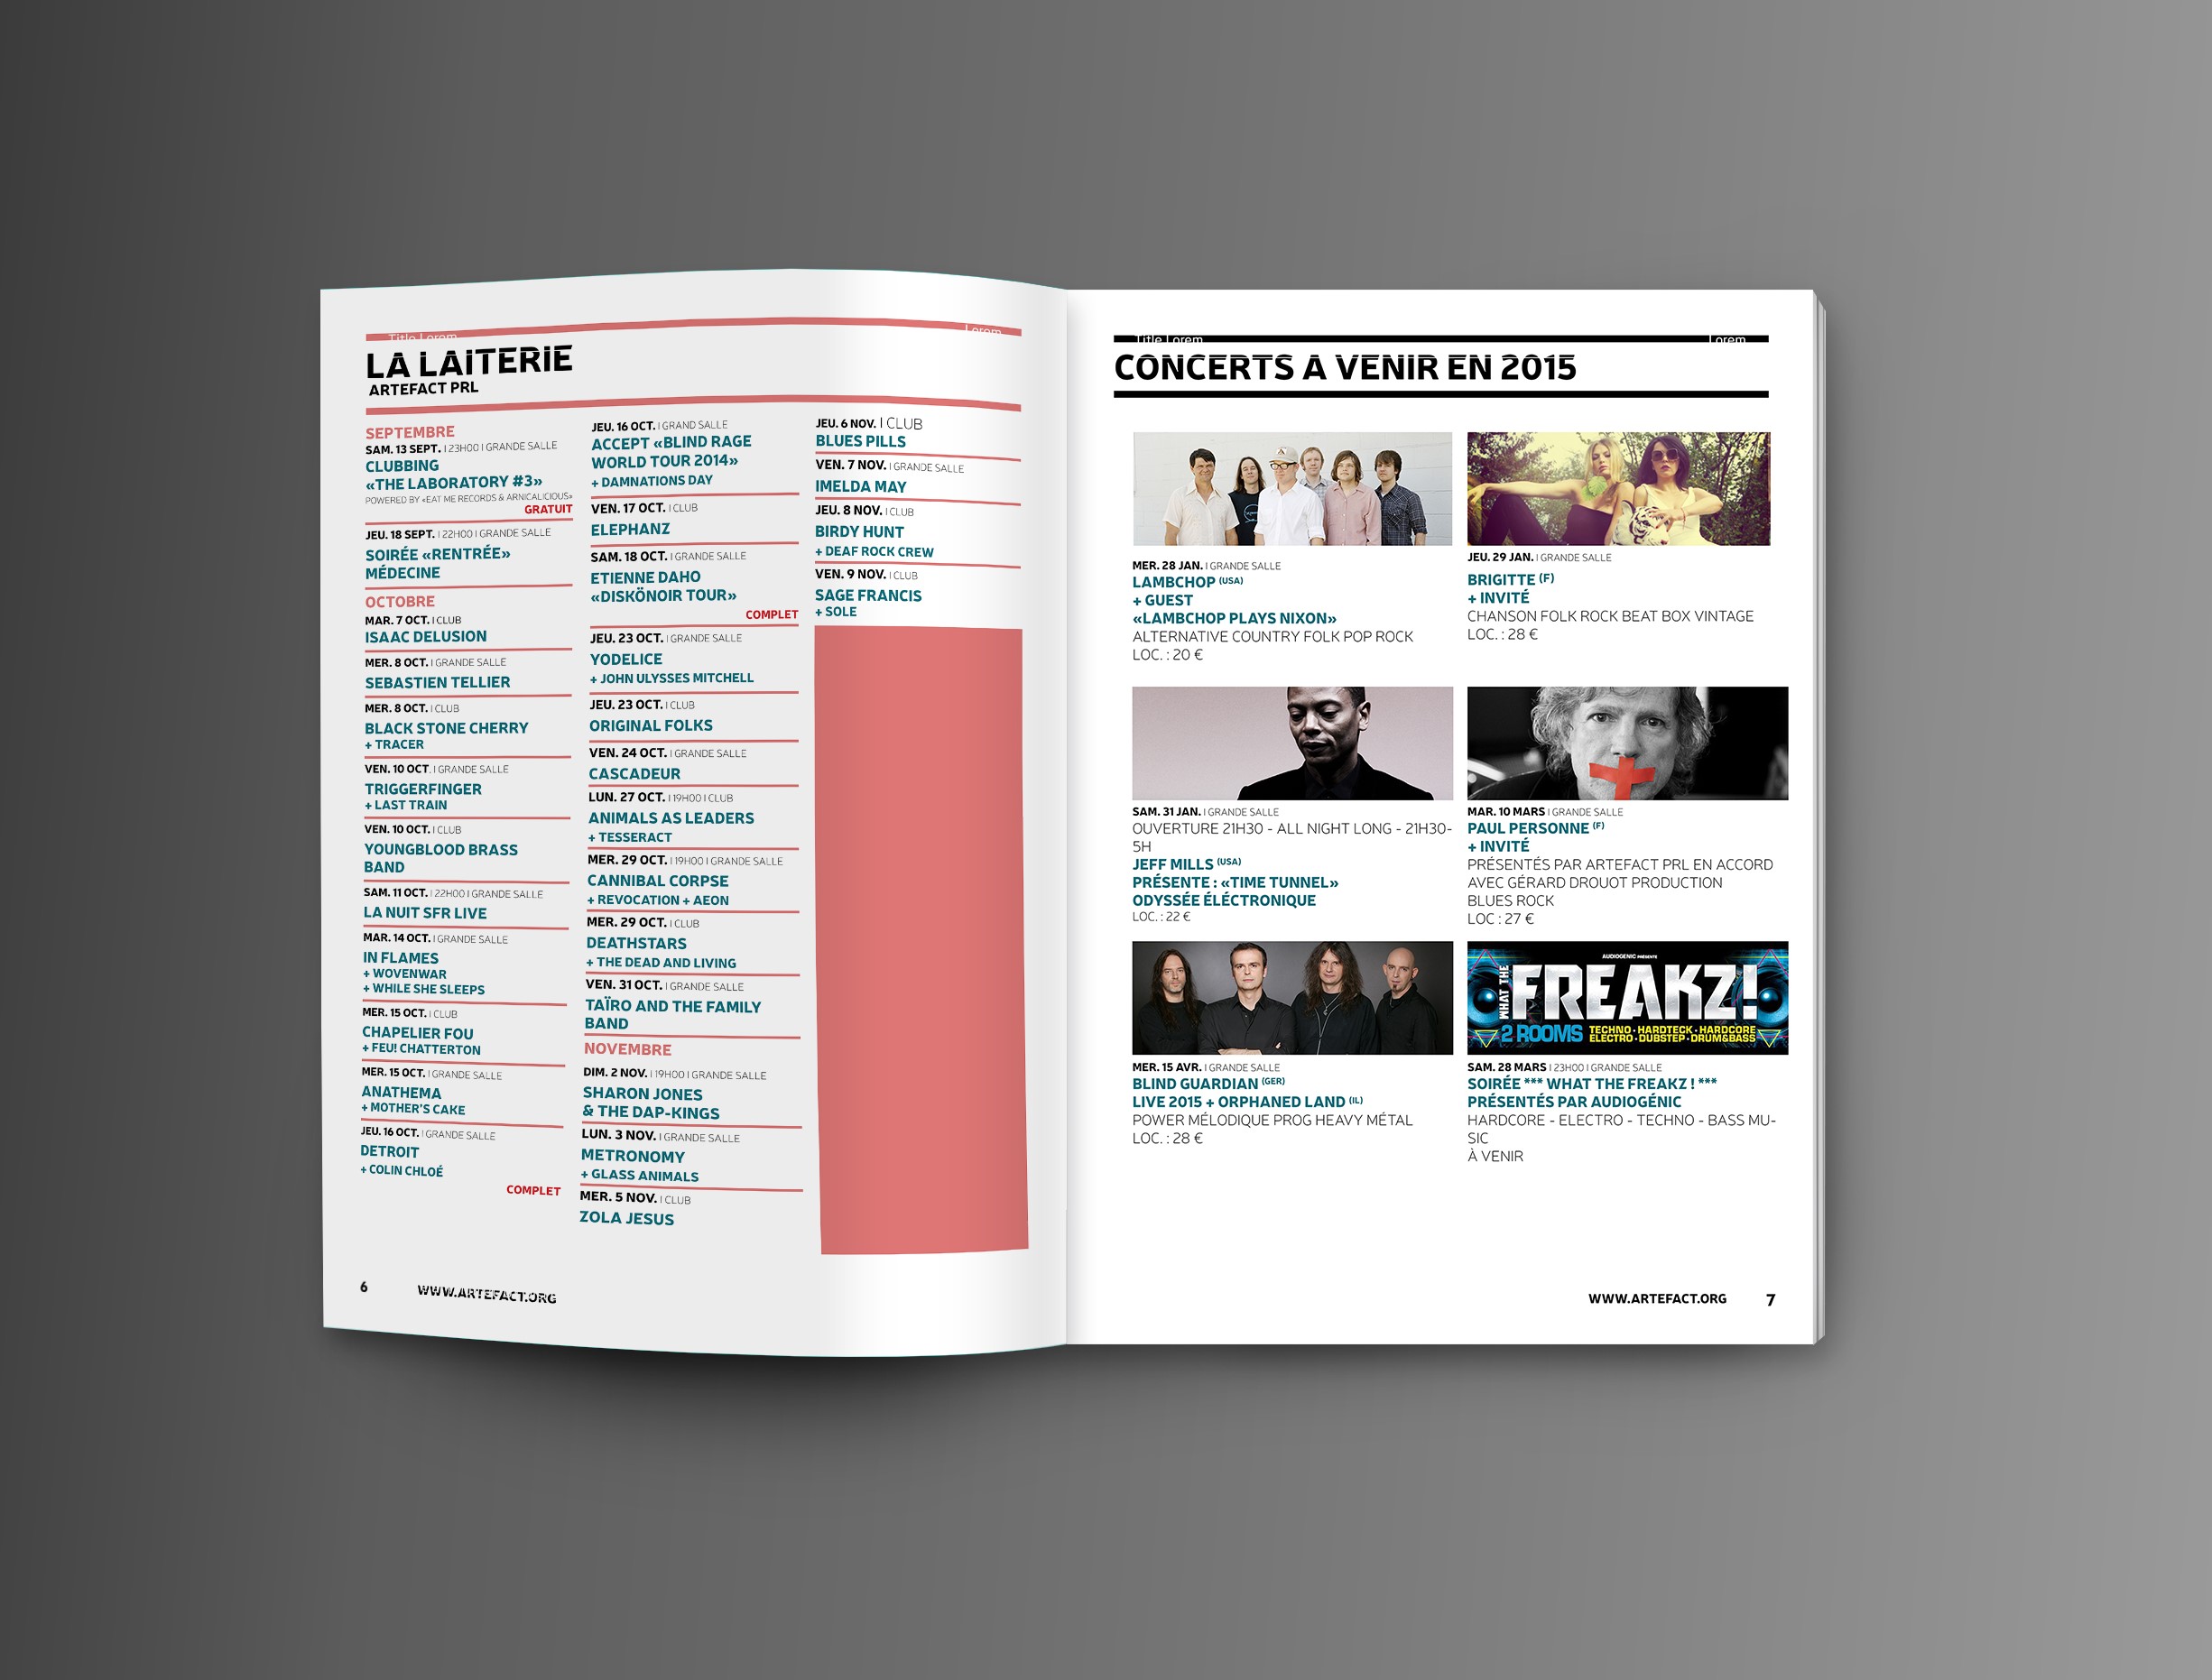 Title Lorem
Lorem
LA LAiTERiE
ARTEFACT PRL
SEPTEMBRE
SAM. 13 SEPT. I 23H00 I GRANDE SALLE
CLUBBING
«THE LABORATORY #3»
POWERED BY «EAT ME RECORDS & ARNICALICIOUS»
GRATUIT
JEU. 18 SEPT. I 22H00 I GRANDE SALLE
SOIRÉE «RENTRÉE»
MÉDECINE
OCTOBRE
MAR. 7 OCT. I CLUB
ISAAC DELUSION
MER. 8 OCT. I GRANDE SALLE
SEBASTIEN TELLIER
MER. 8 OCT. I CLUB
BLACK STONE CHERRY
+ TRACER
VEN. 10 OCT. I GRANDE SALLE
TRIGGERFINGER
+ LAST TRAIN
VEN. 10 OCT. I CLUB
YOUNGBLOOD BRASS
BAND
SAM. 11 OCT. I 22H00 I GRANDE SALLE
LA NUIT SFR LIVE
MAR. 14 OCT. I GRANDE SALLE
IN FLAMES
+ WOVENWAR
+ WHILE SHE SLEEPS
MER. 15 OCT. I CLUB
CHAPELIER FOU
+ FEU! CHATTERTON
MER. 15 OCT. I GRANDE SALLE
ANATHEMA
+ MOTHER'S CAKE
JEU. 16 OCT. I GRANDE SALLE
DETROIT
+ COLIN CHLOÉ
COMPLET
JEU. 16 OCT. I GRAND SALLE
ACCEPT «BLIND RAGE
WORLD TOUR 2014»
+ DAMNATIONS DAY
VEN. 17 OCT. I CLUB
ELEPHANZ
SAM. 18 OCT. I GRANDE SALLE
ETIENNE DAHO
«DISKÖNOIR TOUR»
COMPLET
JEU. 23 OCT. I GRANDE SALLE
YODELICE
+ JOHN ULYSSES MITCHELL
JEU. 23 OCT. I CLUB
ORIGINAL FOLKS
VEN. 24 OCT. I GRANDE SALLE
CASCADEUR
LUN. 27 OCT. I 19H00 I CLUB
ANIMALS AS LEADERS
+ TESSERACT
MER. 29 OCT. I 19H00 I GRANDE SALLE
CANNIBAL CORPSE
+ REVOCATION + AEON
MER. 29 OCT. I CLUB
DEATHSTARS
+ THE DEAD AND LIVING
VEN. 31 OCT. I GRANDE SALLE
TAÏRO AND THE FAMILY
BAND
NOVEMBRE
DIM. 2 NOV. I 19H00 I GRANDE SALLE
SHARON JONES
& THE DAP-KINGS
LUN. 3 NOV. I GRANDE SALLE
METRONOMY
+ GLASS ANIMALS
MER. 5 NOV. I CLUB
ZOLA JESUS
JEU. 6 NOV. I CLUB
BLUES PILLS
VEN. 7 NOV. I GRANDE SALLE
IMELDA MAY
JEU. 8 NOV. I CLUB
BIRDY HUNT
+ DEAF ROCK CREW
VEN. 9 NOV. I CLUB
SAGE FRANCIS
+ SOLE
6
WWW.ARTEFACT.ORG
Title Lorem
Lorem
CONCERTS A VENIR EN 2015
MER. 28 JAN. I GRANDE SALLE
LAMBCHOP (USA)
+ GUEST
«LAMBCHOP PLAYS NIXON»
ALTERNATIVE COUNTRY FOLK POP ROCK
LOC. : 20 €
JEU. 29 JAN. I GRANDE SALLE
BRIGITTE (F)
+ INVITÉ
CHANSON FOLK ROCK BEAT BOX VINTAGE
LOC. : 28 €
SAM. 31 JAN. I GRANDE SALLE
OUVERTURE 21H30 - ALL NIGHT LONG - 21H30-
5H
JEFF MILLS (USA)
PRÉSENTE : «TIME TUNNEL»
ODYSSÉE ÉLÉCTRONIQUE
LOC. : 22 €
MAR. 10 MARS I GRANDE SALLE
PAUL PERSONNE (F)
+ INVITÉ
PRÉSENTÉS PAR ARTEFACT PRL EN ACCORD
AVEC GÉRARD DROUOT PRODUCTION
BLUES ROCK
LOC : 27 €
MER. 15 AVR. I GRANDE SALLE
BLIND GUARDIAN (GER)
LIVE 2015 + ORPHANED LAND (IL)
POWER MÉLODIQUE PROG HEAVY MÉTAL
LOC. : 28 €
AUDIOGENIC PRESENTE
WHAT THE
FREAKZ!
2 ROOMS
TECHNO · HARDTECK · HARDCORE
ELECTRO · DUBSTEP · DRUM&BASS
SAM. 28 MARS I 23H00 I GRANDE SALLE
SOIRÉE *** WHAT THE FREAKZ ! ***
PRÉSENTÉS PAR AUDIOGÉNIC
HARDCORE - ELECTRO - TECHNO - BASS MU-
SIC
À VENIR
WWW.ARTEFACT.ORG
7